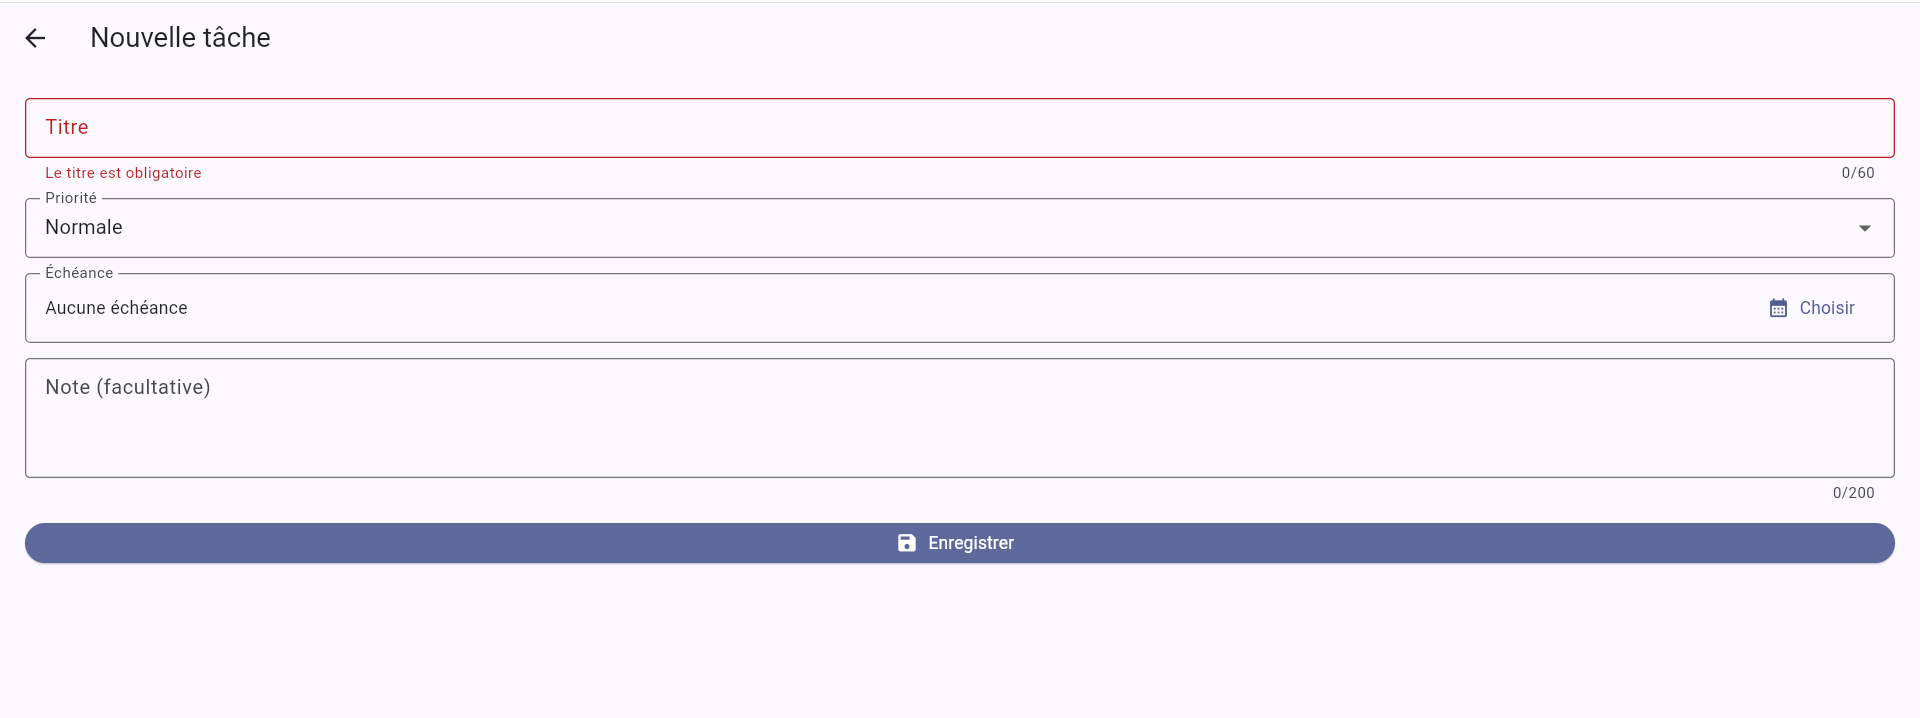 Nouvelle tâche
Titre
Le titre est obligatoire 0/60
Priorité
Normale
Échéance
Aucune échéance Choisir
Note (facultative)
0/200
Enregistrer